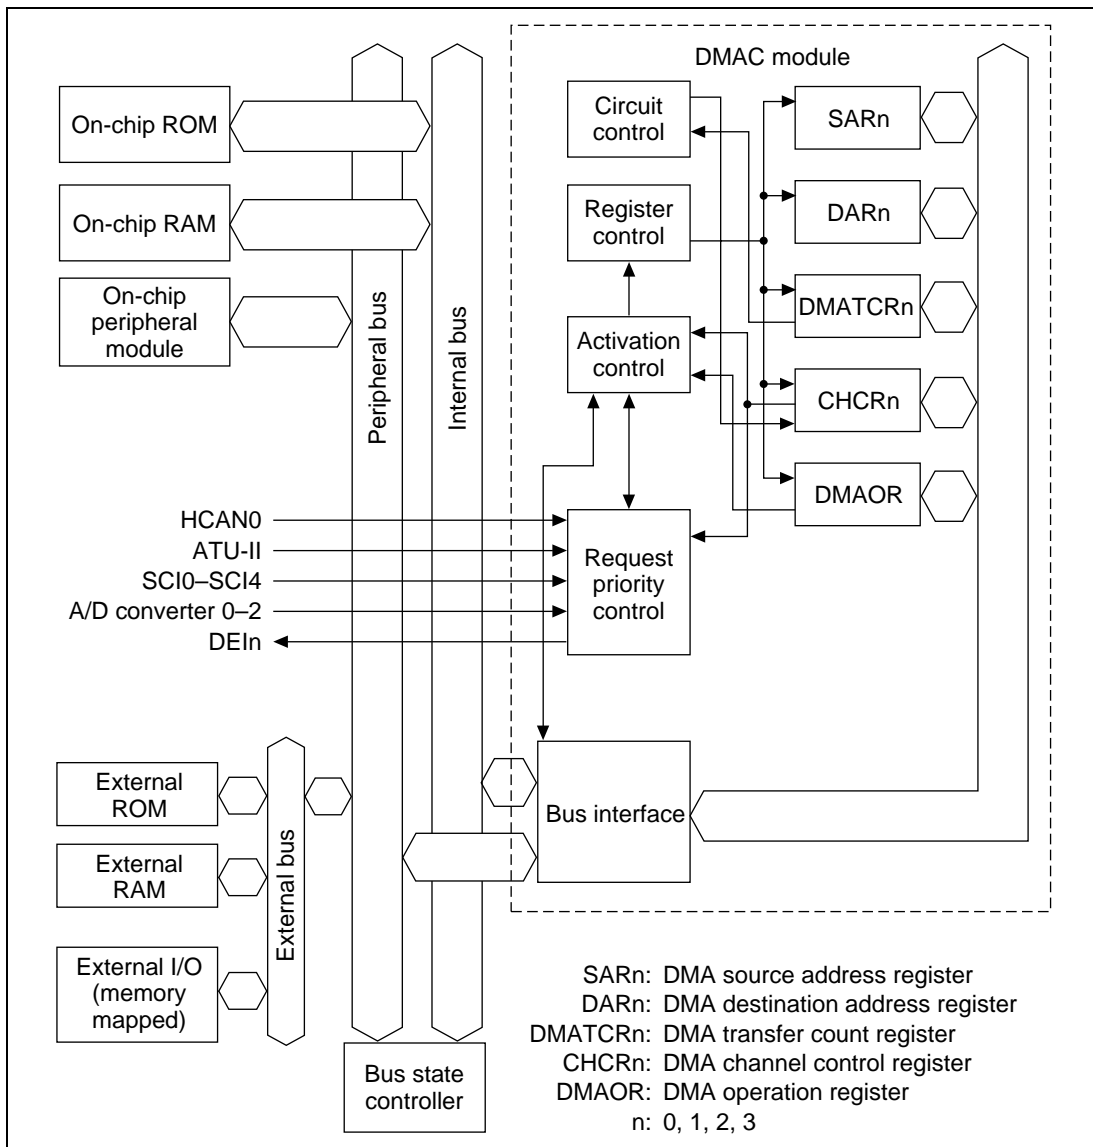 DMAC module
On-chip ROM
Circuit
control
SARn
On-chip RAM
Register
control
DARn
On-chip
peripheral
module
Peripheral bus
Internal bus
Activation
control
DMATCRn
CHCRn
DMAOR
HCAN0
ATU-II
SCI0–SCI4
A/D converter 0–2
DEIn
Request
priority
control
External
ROM
External
RAM
External I/O
(memory
mapped)
External bus
Bus interface
Bus state
controller
SARn: DMA source address register
DARn: DMA destination address register
DMATCRn: DMA transfer count register
CHCRn: DMA channel control register
DMAOR: DMA operation register
n: 0, 1, 2, 3